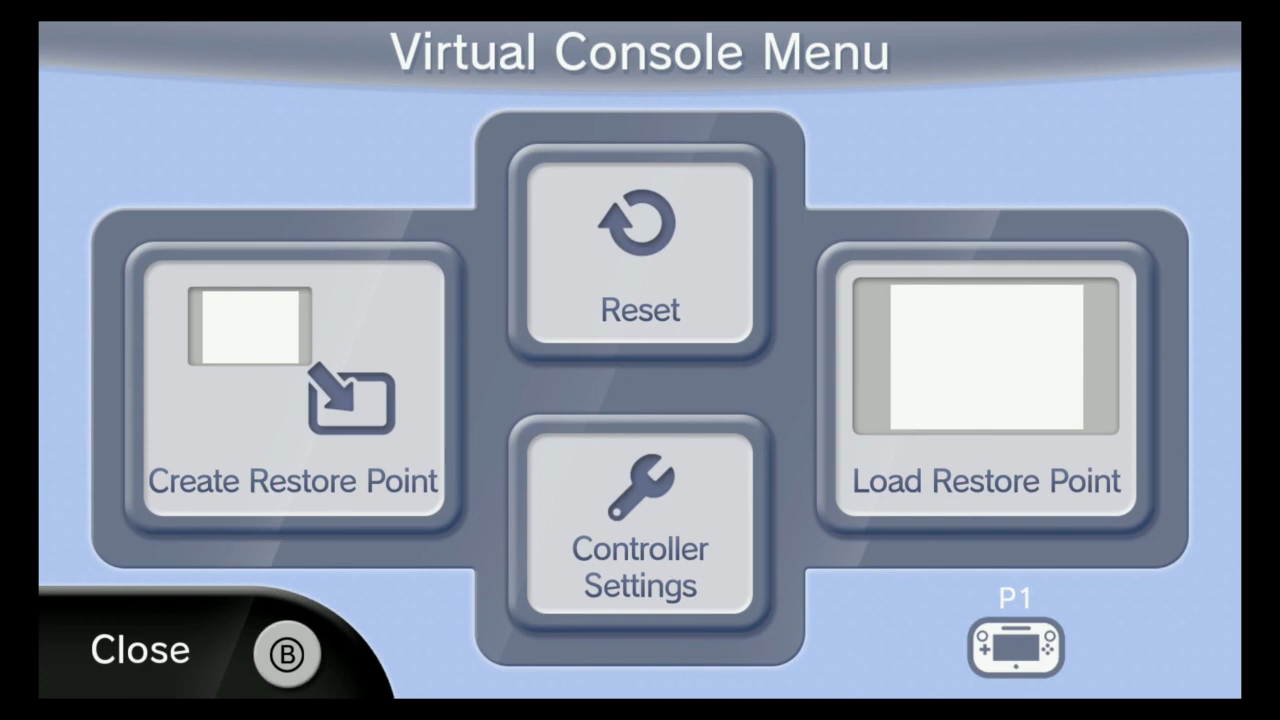 Virtual Console Menu
Reset
Create Restore Point
Load Restore Point
Controller
Settings
P1
Close
B